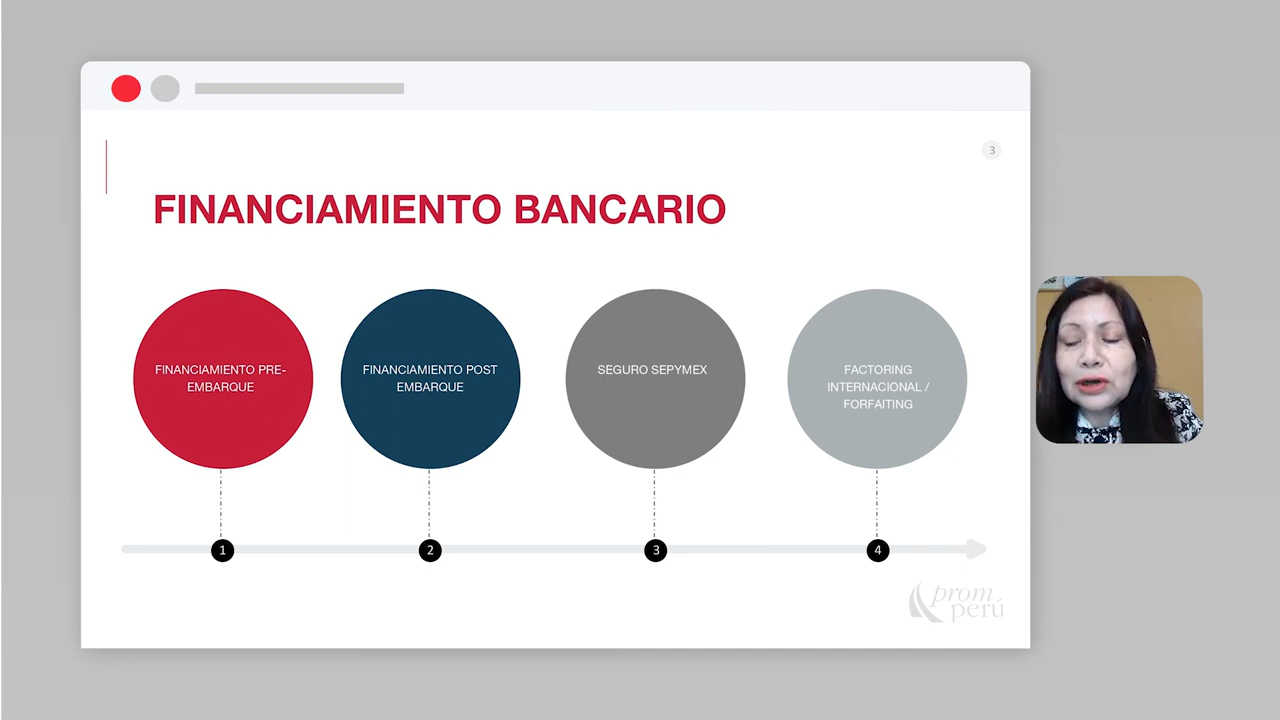 3
FINANCIAMIENTO BANCARIO
FINANCIAMIENTO PRE-
EMBARQUE
FINANCIAMIENTO POST
EMBARQUE
SEGURO SEPYMEX
FACTORING
INTERNACIONAL /
FORFAITING
1
2
3
4
prom
perú